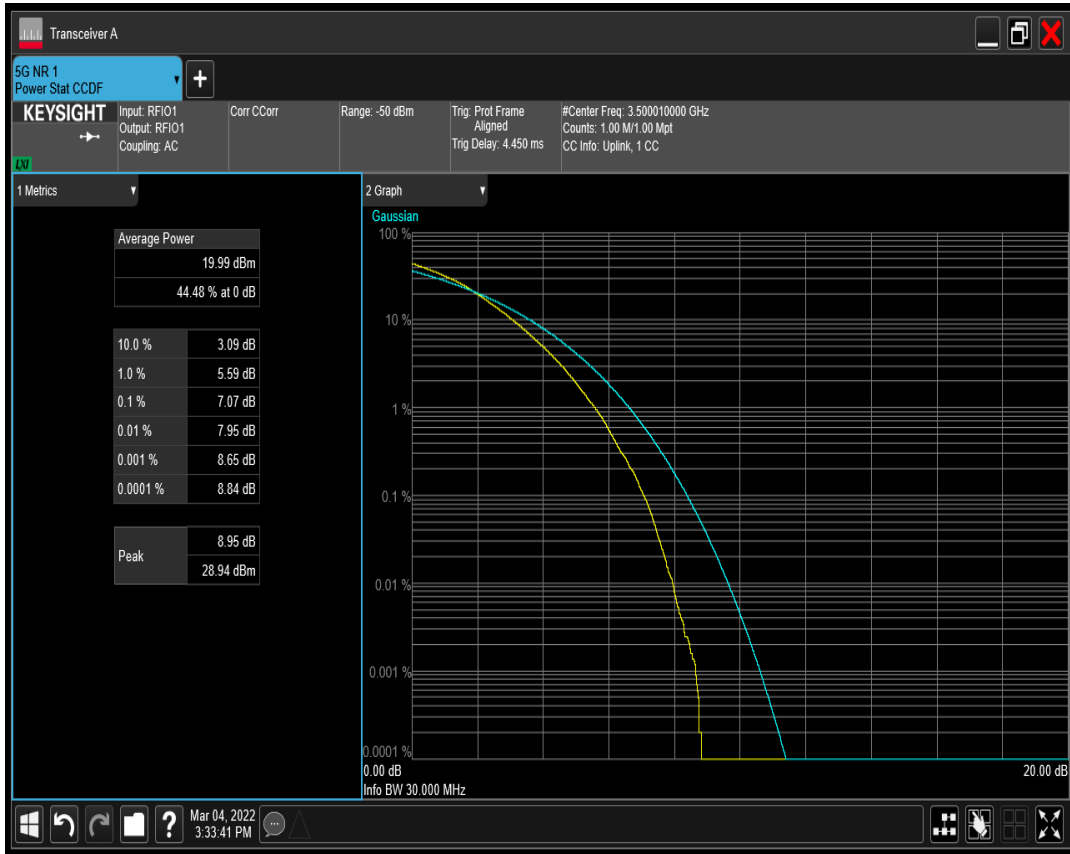 Transceiver A
5G NR 1
Power Stat CCDF
+
KEYSIGHT
LXI
Input: RFIO1
Output: RFIO1
Coupling: AC
Corr CCorr
Range: -50 dBm
Trig: Prot Frame
Aligned
Trig Delay: 4.450 ms
#Center Freq: 3.500010000 GHz
Counts: 1.00 M/1.00 Mpt
CC Info: Uplink, 1 CC
1 Metrics
Average Power
19.99 dBm
44.48 % at 0 dB
10.0 % 3.09 dB
1.0 % 5.59 dB
0.1 % 7.07 dB
0.01 % 7.95 dB
0.001 % 8.65 dB
0.0001 % 8.84 dB
Peak
8.95 dB
28.94 dBm
2 Graph
Gaussian
100 %
10 %
1 %
0.1 %
0.01 %
0.001 %
0.0001 %
0.00 dB 20.00 dB
Info BW 30.000 MHz
?
Mar 04, 2022
3:33:41 PM